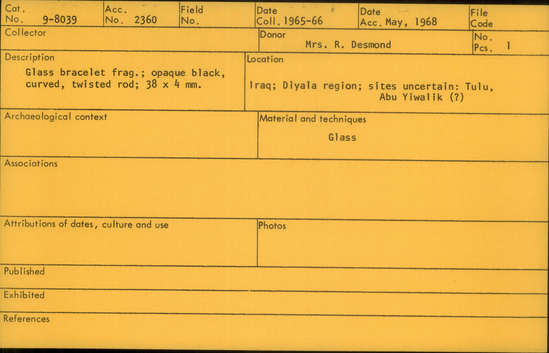 Cat. No. 9-8039 Acc. No. 2360 Field No. Date Coll. 1965-66 Date Acc. May, 1968 File Code
Collector Donor Mrs. R. Desmond No. Pcs. 1
Description
Glass bracelet frag.; opaque black,
curved, twisted rod; 38 x 4 mm.
Location
Iraq; Diyala region; sites uncertain: Tulu,
Abu Yiwalik (?)
Archaeological context
Material and techniques
Glass
Associations
Attributions of dates, culture and use
Photos
Published
Exhibited
References